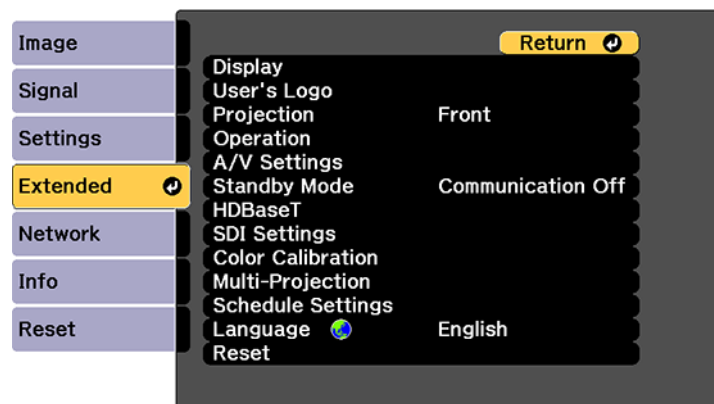 Image
Signal
Settings
Extended
Network
Info
Reset
Return
Display
User's Logo
Projection Front
Operation
A/V Settings
Standby Mode Communication Off
HDBaseT
SDI Settings
Color Calibration
Multi-Projection
Schedule Settings
Language English
Reset